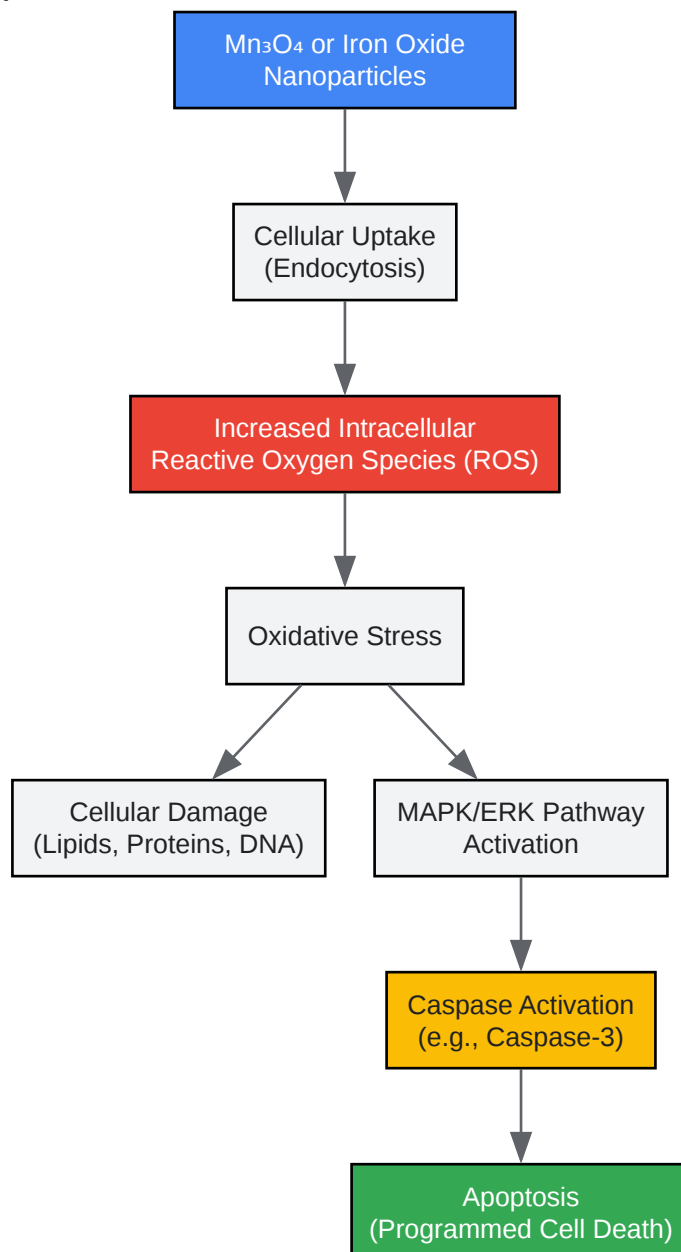 Mn₃O₄ or Iron Oxide
Nanoparticles
Cellular Uptake
(Endocytosis)
Increased Intracellular
Reactive Oxygen Species (ROS)
Oxidative Stress
Cellular Damage
(Lipids, Proteins, DNA)
MAPK/ERK Pathway
Activation
Caspase Activation
(e.g., Caspase-3)
Apoptosis
(Programmed Cell Death)